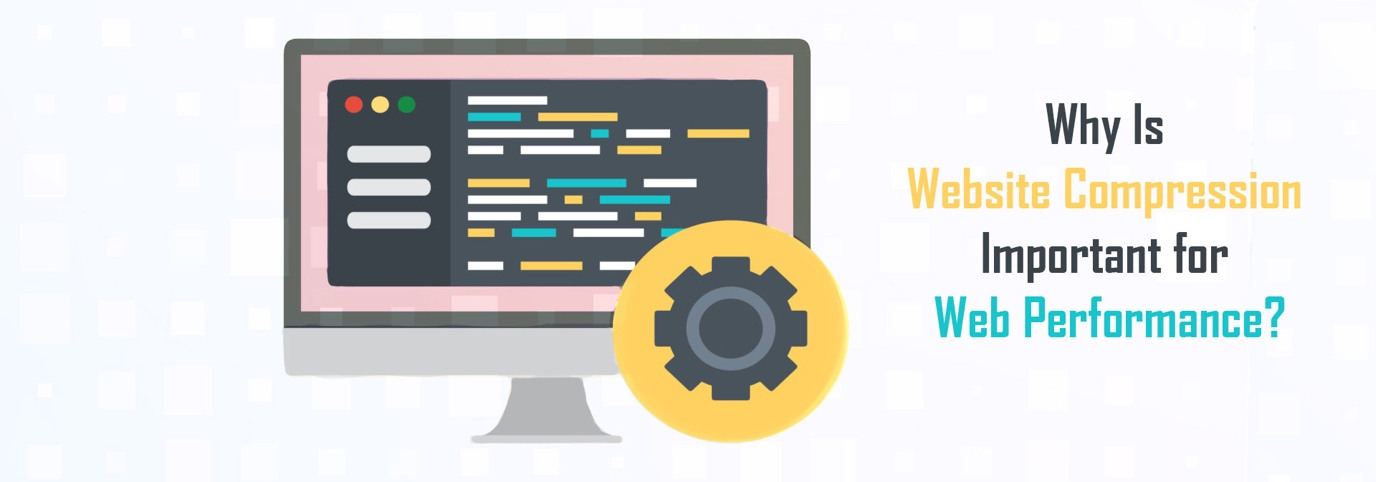 Why Is
Website Compression
Important for
Web Performance?